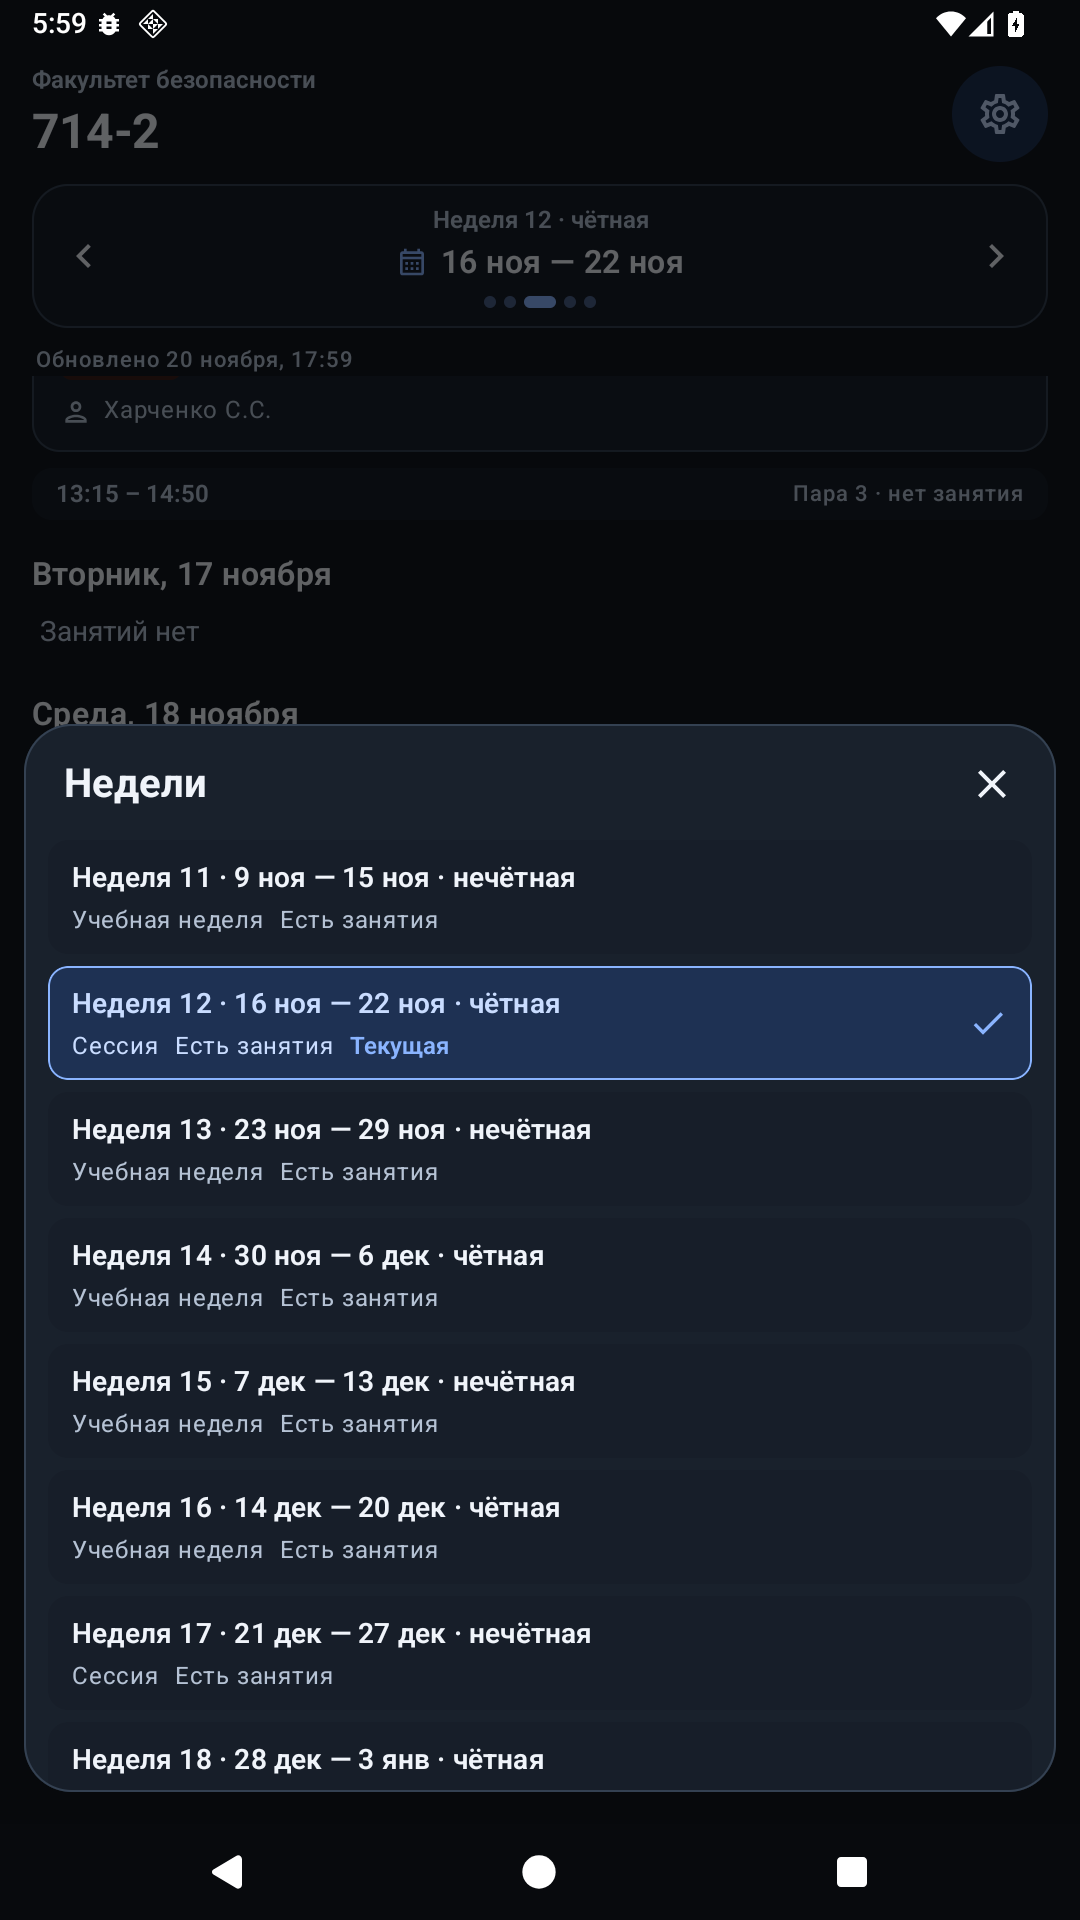 5:59
Факультет безопасности
714-2
Неделя 12 · чётная
16 ноя — 22 ноя
Обновлено 20 ноября, 17:59
Харченко С.С.
13:15 – 14:50
Пара 3 · нет занятия
Вторник, 17 ноября
Занятий нет
Среда, 18 ноября
Недели
Неделя 11 · 9 ноя — 15 ноя · нечётная
Учебная неделя Есть занятия
Неделя 12 · 16 ноя — 22 ноя · чётная
Сессия Есть занятия Текущая
Неделя 13 · 23 ноя — 29 ноя · нечётная
Учебная неделя Есть занятия
Неделя 14 · 30 ноя — 6 дек · чётная
Учебная неделя Есть занятия
Неделя 15 · 7 дек — 13 дек · нечётная
Учебная неделя Есть занятия
Неделя 16 · 14 дек — 20 дек · чётная
Учебная неделя Есть занятия
Неделя 17 · 21 дек — 27 дек · нечётная
Сессия Есть занятия
Неделя 18 · 28 дек — 3 янв · чётная